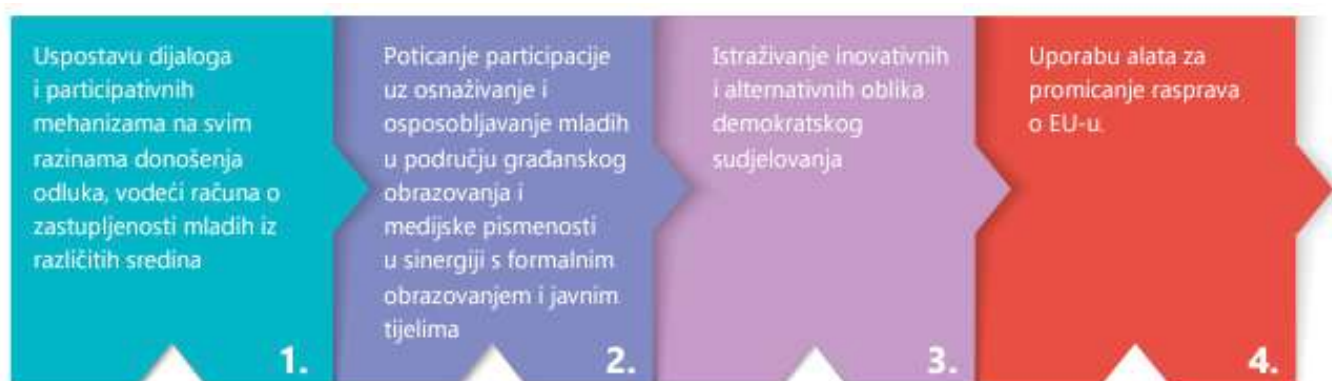 Uspostavu dijaloga
i participativnih
mehanizama na svim
razinama donošenja
odluka, vodeći računa o
zastupljenosti mladih iz
različitih sredina
1.
Poticanje participacije
uz osnaživanje i
osposobljavanje mladih
u području građanskog
obrazovanja i
medijske pismenosti
u sinergiji s formalnim
obrazovanjem i javnim
tijelima
2.
Istraživanje inovativnih
i alternativnih oblika
demokratskog
sudjelovanja
3.
Uporabu alata za
promicanje rasprava
o EU-u.
4.